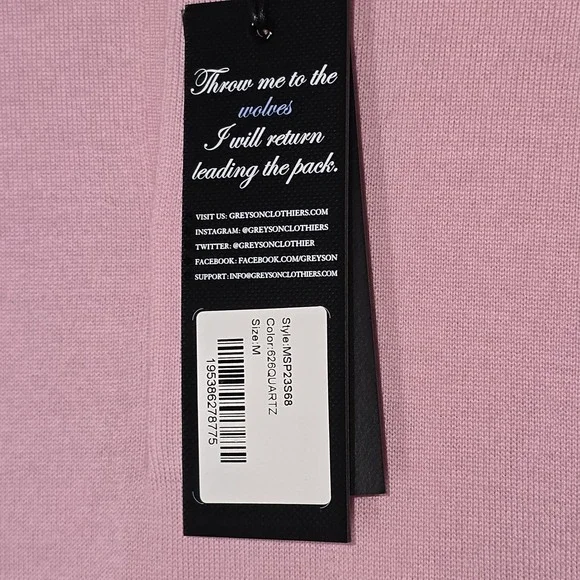 Throw me to the
wolves
I will return
leading the pack.
VISIT US: GREYSONCLOTHIERS.COM
INSTAGRAM: @GREYSONCLOTHIERS
TWITTER: @GREYSONCLOTHIER
FACEBOOK: FACEBOOK.COM/GREYSON
SUPPORT: INFO@GREYSONCLOTHIERS.COM
Style:MSP23S68
Color:626QUARTZ
Size:M
195386278775